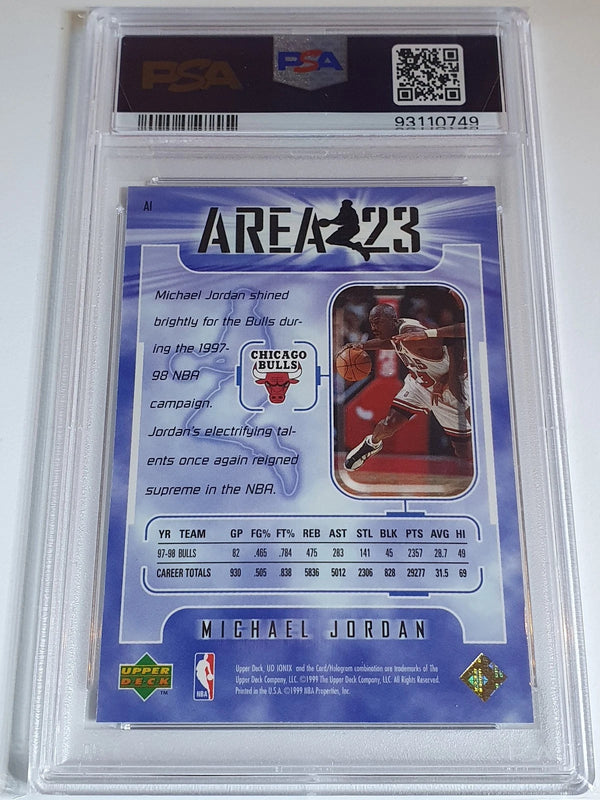 PSA
PSA
93110749
A1
AREA 23
Michael Jordan shined
brightly for the Bulls dur-
ing the 1997-
98 NBA
campaign.
Jordan's electrifying tal-
ents once again reigned
supreme in the NBA.
CHICAGO
BULLS
YR TEAM GP FG% FT% REB AST STL BLK PTS AVG HI
97-98 BULLS 82 .465 .784 475 283 141 45 2357 28.7 49
CAREER TOTALS 930 .505 .838 5836 5012 2306 828 29277 31.5 69
MICHAEL JORDAN
UPPER
DECK
TM
NBA
Upper Deck, UD IONIX and the Card/Hologram combination are trademarks of The
Upper Deck Company, LLC. ©1999 The Upper Deck Company, LLC. All Rights Reserved.
Printed in the U.S.A. ©1999 NBA Properties, Inc.